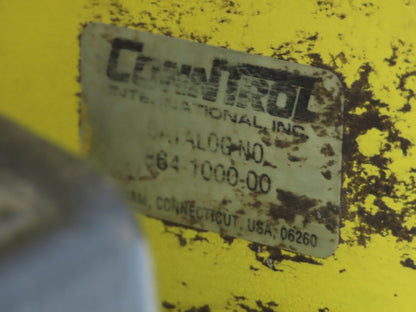 CONNTROL
INTERNATIONAL, INC.
CATALOG NO.
64-1000-00
CONNECTICUT, USA, 06260